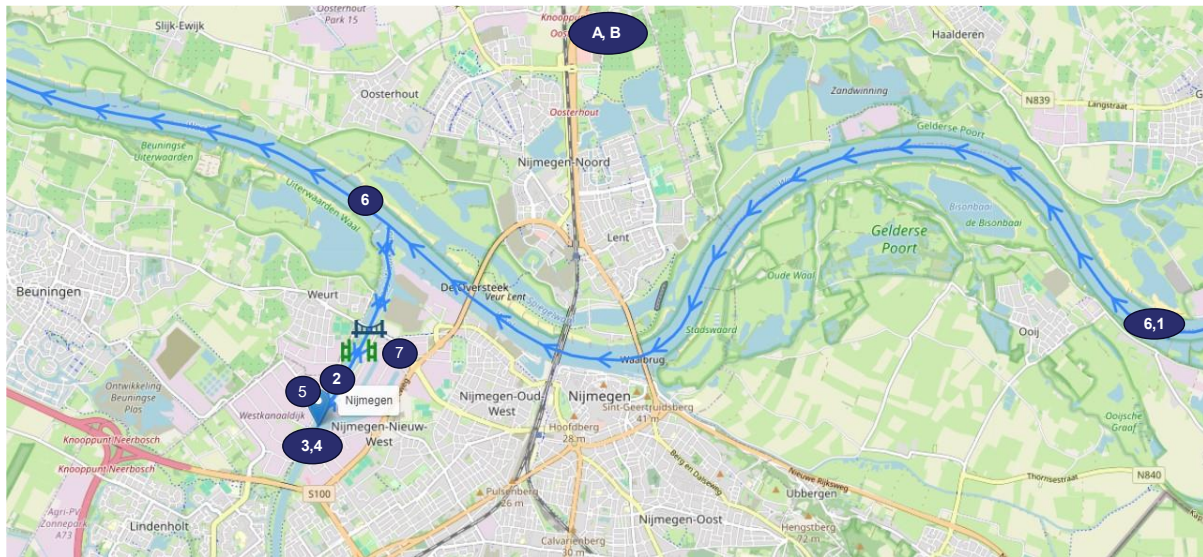 Slijk-Ewijk
Oosterhout
Park 15
Knooppunt
A, B
Haalderen
Oosterhout
Zandwinning
N839
Langstraat
Oosterhout
Gelderse Poort
Beuningse
Uiterwaarden
Nijmegen-Noord
Uiterwaarden Waal
6
Bisonbaai
de Bisonbaai
Lent
Gelderse
Poort
Oude Waal
Beuningen
Weurt
De Oversteek
Veur Lent
Spiegelwaal
Stadswaard
Ooij
6,1
Waalbrug
7
Ontwikkeling
Beuningse
Plas
5
2
Nijmegen
Nijmegen-Oud-
West
Nijmegen
Sint-Geertruidsberg
41 m
Westkanaaldijk
Nijmegen-Nieuw-
West
Hoofdberg
28 m
Ooijsche
Graaf
Knooppunt Neerbosch
3,4
Knooppunt Neerbosch
Berg en Dalseweg
Nieuwe Rijksweg
Thornsestraat
N840
S100
Pulsenberg
26 m
Ubbergen
Agri-PV
Zonnepark
A73
Lindenholt
Nijmegen-Oost
Hengstberg
72 m
Calvariënberg
30 m